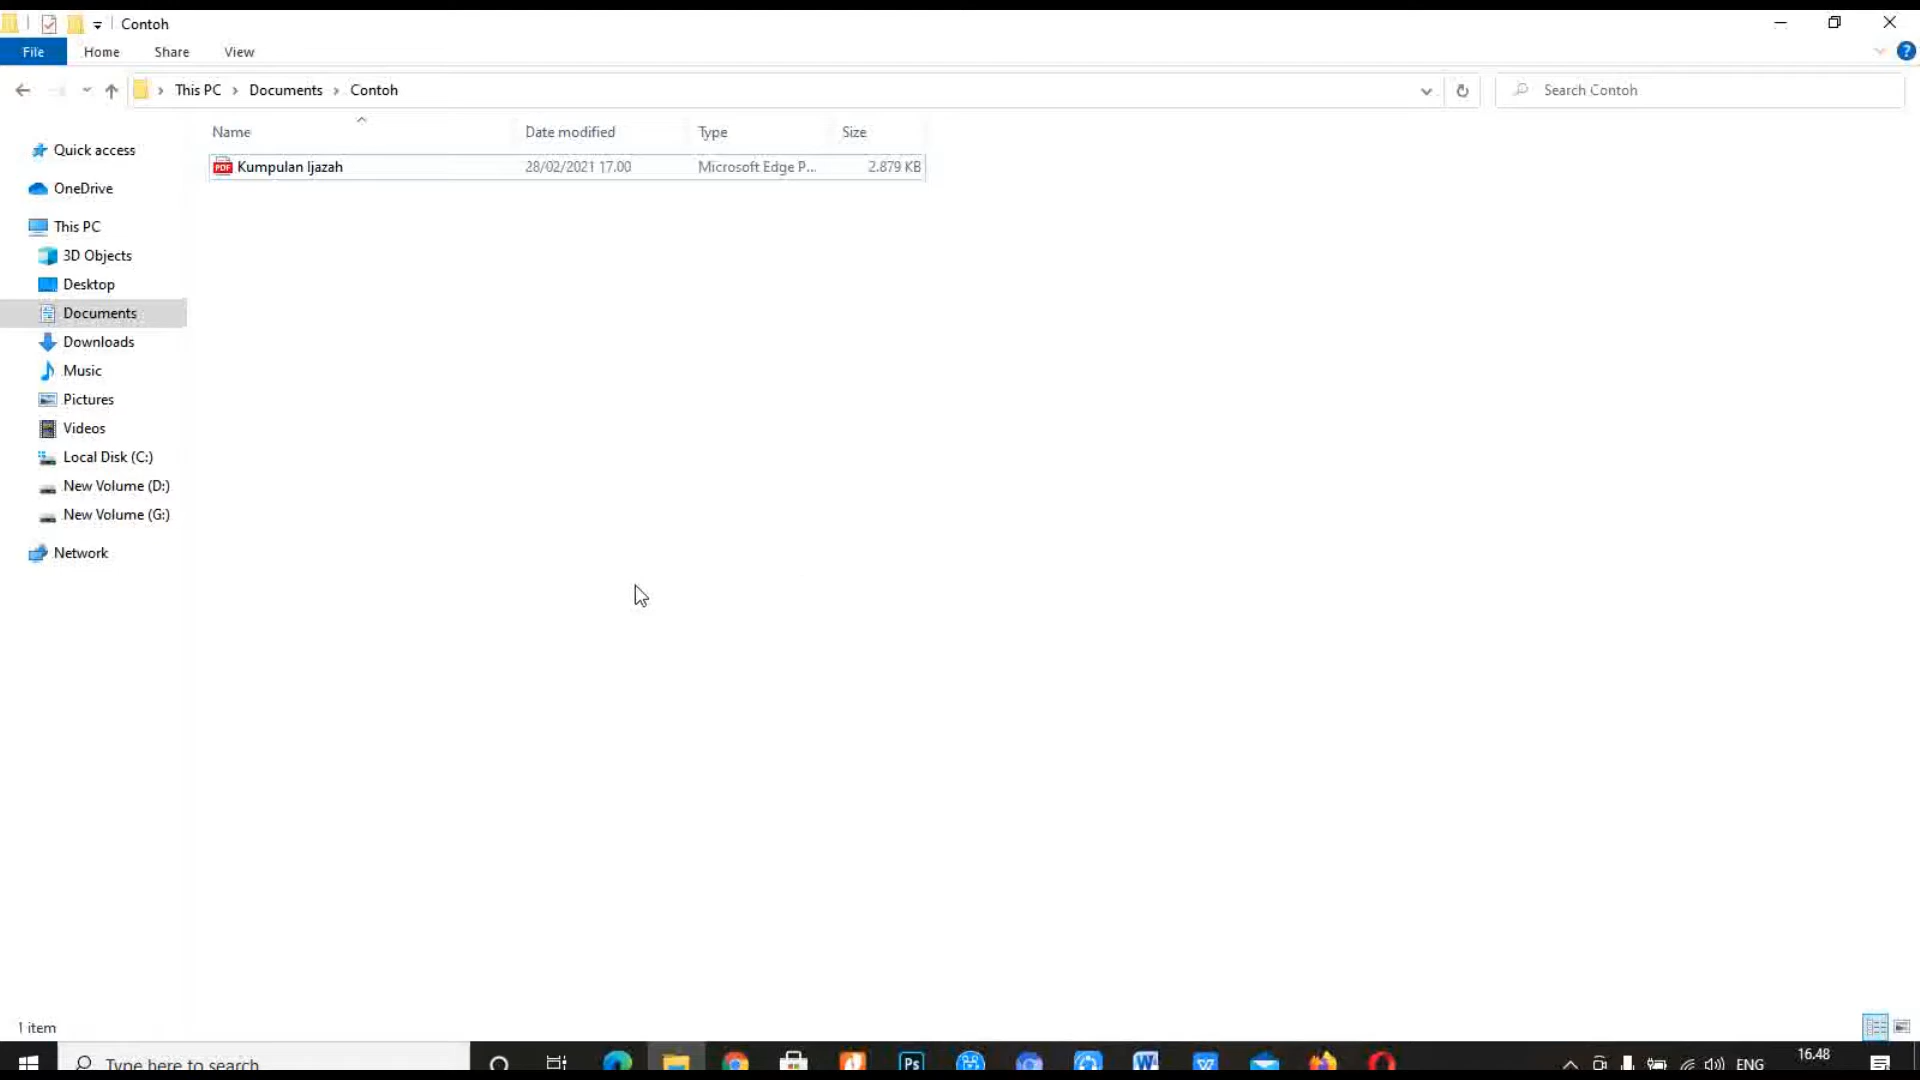 Contoh
File Home Share View
This PC Documents Contoh
Search Contoh
Name Date modified Type Size
PDF Kumpulan Ijazah 28/02/2021 17.00 Microsoft Edge P... 2.879 KB
Quick access
OneDrive
This PC
3D Objects
Desktop
Documents
Downloads
Music
Pictures
Videos
Local Disk (C:)
New Volume (D:)
New Volume (G:)
Network
1 item
Type here to search
Ps
W
ENG
16.48